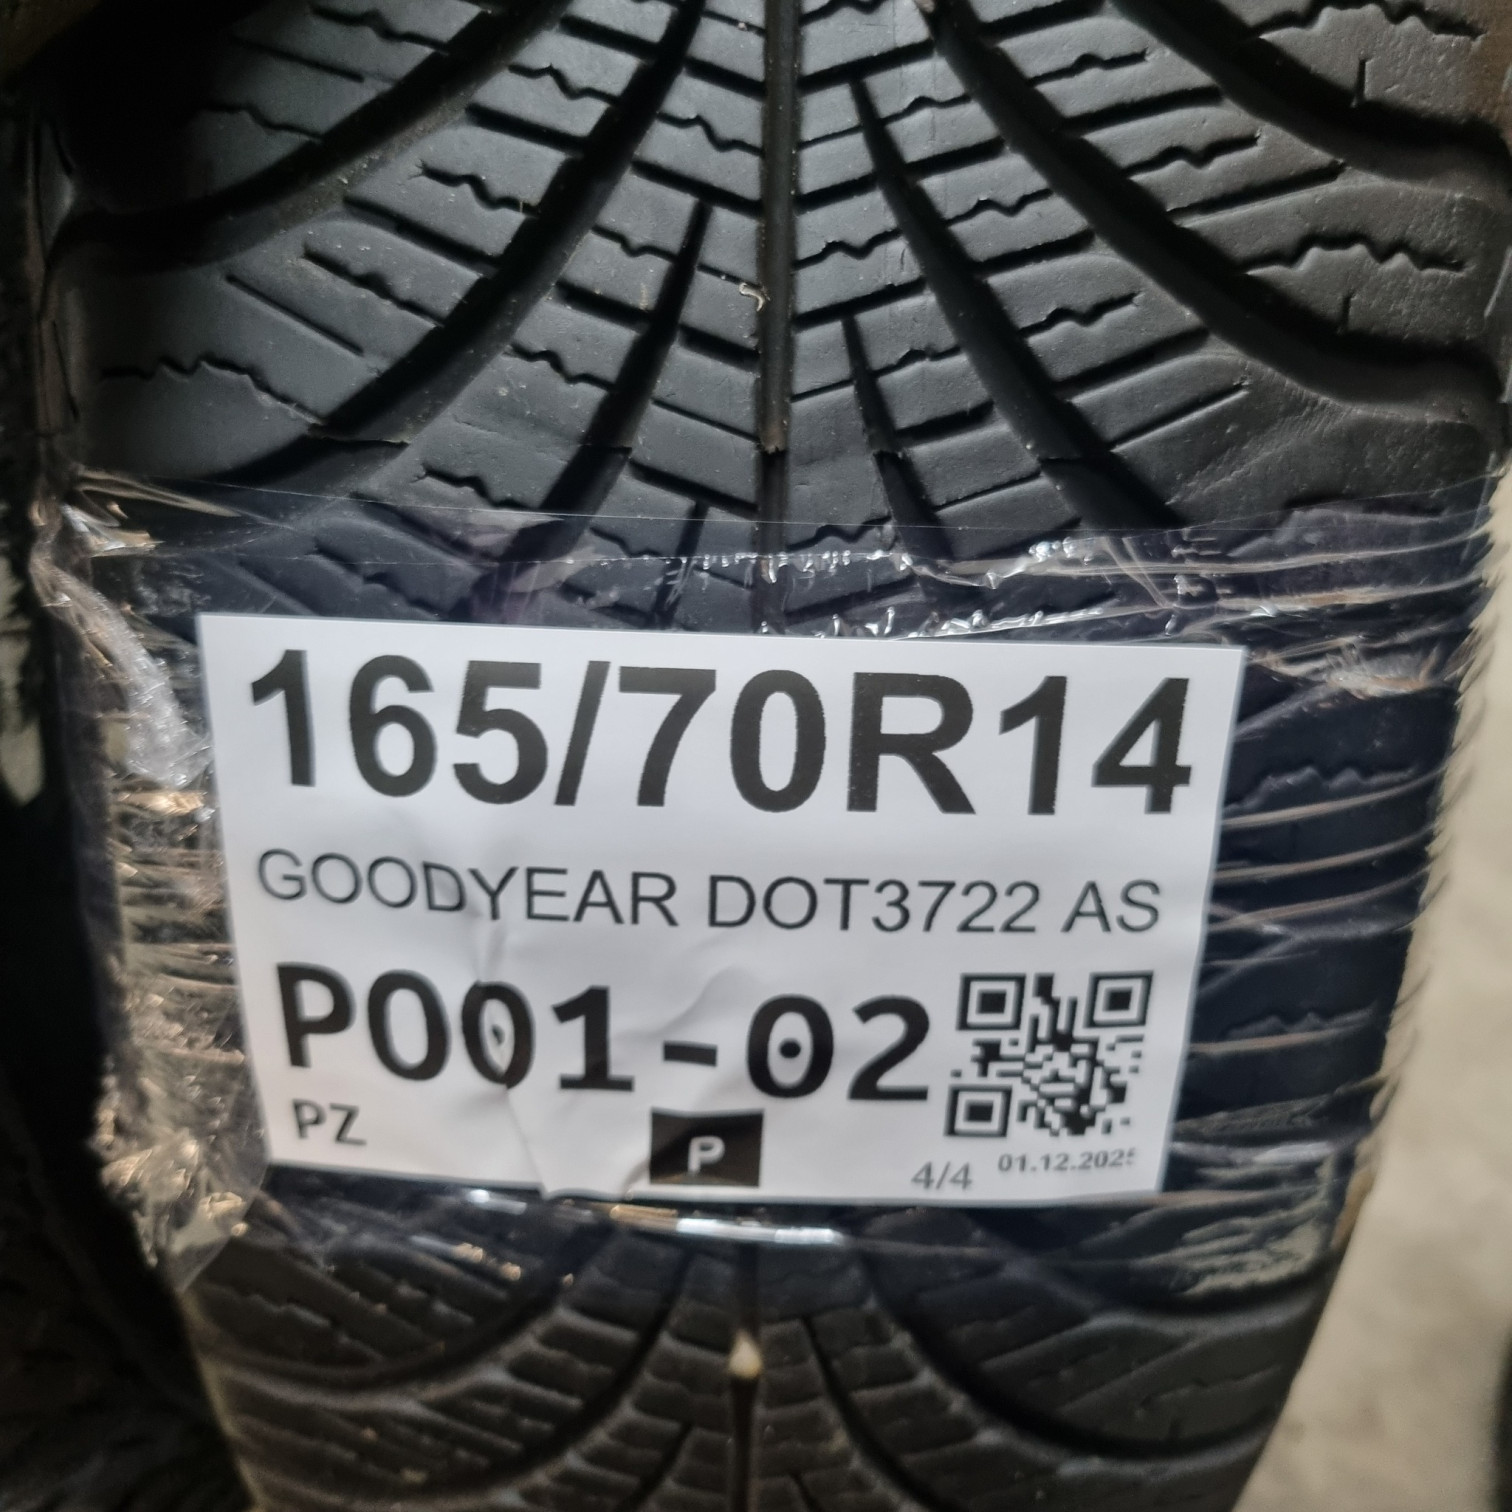 165/70R14
GOODYEAR DOT3722 AS
P001-02
PZ
P
4/4 01.12.2025